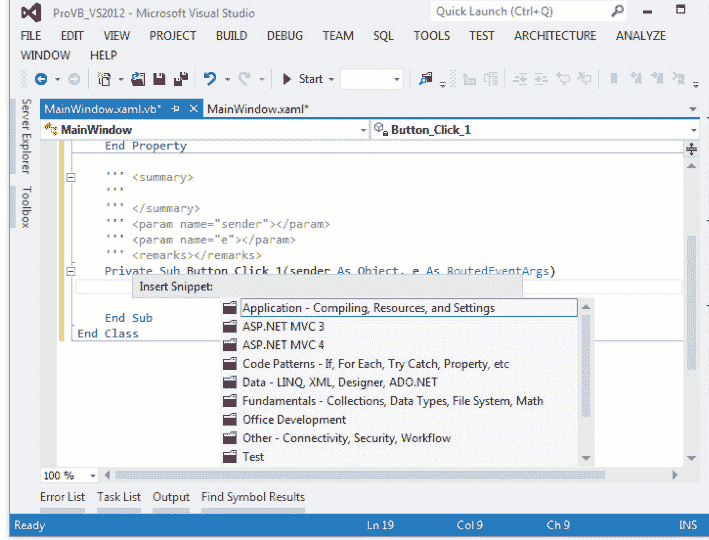 ProVB_VS2012 - Microsoft Visual Studio
Quick Launch (Ctrl+Q)
FILE EDIT VIEW PROJECT BUILD DEBUG TEAM SQL TOOLS TEST ARCHITECTURE ANALYZE
WINDOW HELP
Start
Server Explorer
Toolbox
MainWindow.xaml.vb* MainWindow.xaml*
MainWindow
Button_Click_1
End Property
''' <summary>
'''
''' </summary>
''' <param name="sender"></param>
''' <param name="e"></param>
''' <remarks></remarks>
Private Sub Button_Click_1(sender As Object, e As RoutedEventArgs)
Insert Snippet:
Application - Compiling, Resources, and Settings
ASP.NET MVC 3
ASP.NET MVC 4
Code Patterns - If, For Each, Try Catch, Property, etc
Data - LINQ, XML, Designer, ADO.NET
Fundamentals - Collections, Data Types, File System, Math
Office Development
Other - Connectivity, Security, Workflow
Test
End Sub
End Class
100 %
Error List Task List Output Find Symbol Results
Ready Ln 19 Col 9 Ch 9 INS